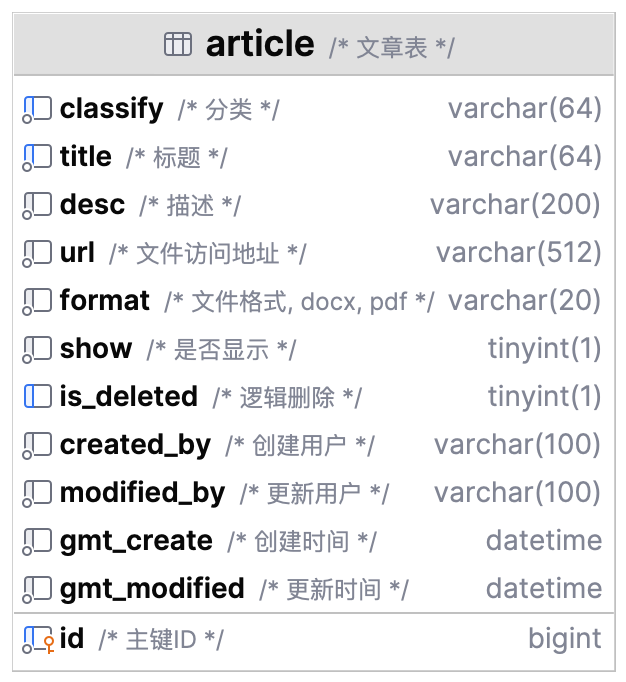 article /* 文章表 */
classify /* 分类 */ varchar(64)
title /* 标题 */ varchar(64)
desc /* 描述 */ varchar(200)
url /* 文件访问地址 */ varchar(512)
format /* 文件格式, docx, pdf */ varchar(20)
show /* 是否显示 */ tinyint(1)
is_deleted /* 逻辑删除 */ tinyint(1)
created_by /* 创建用户 */ varchar(100)
modified_by /* 更新用户 */ varchar(100)
gmt_create /* 创建时间 */ datetime
gmt_modified /* 更新时间 */ datetime
id /* 主键ID */ bigint